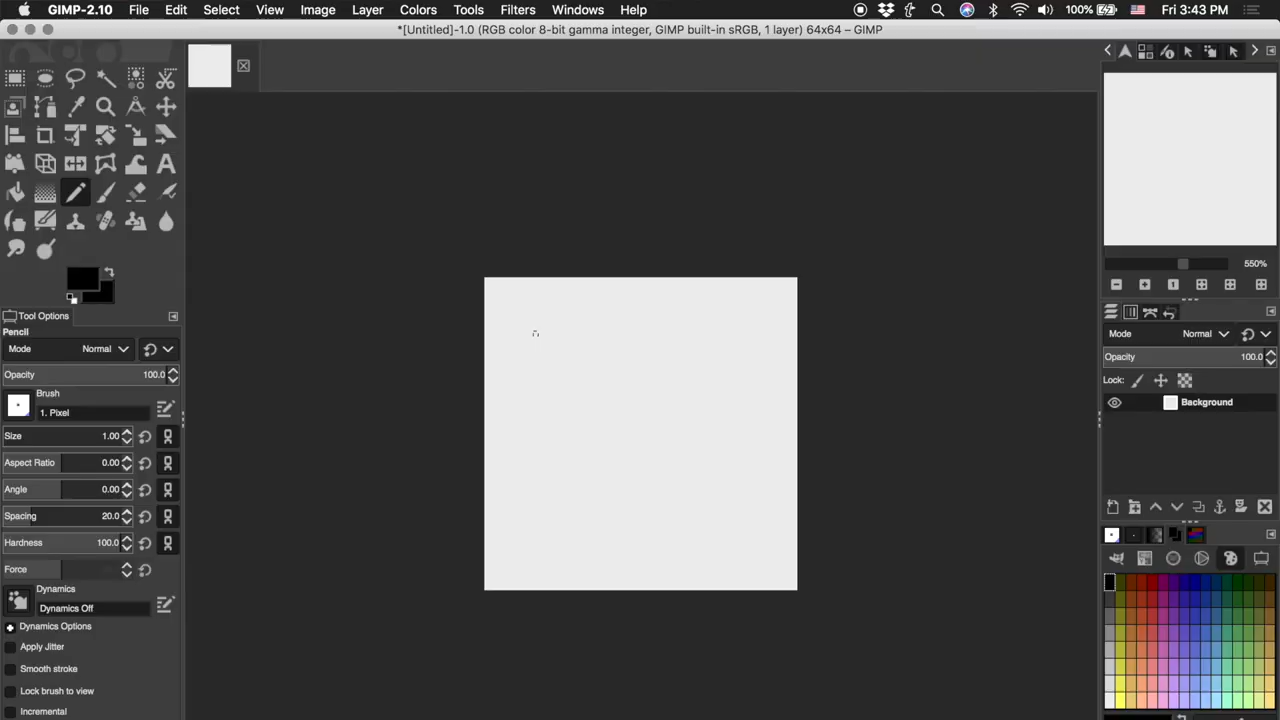 GIMP-2.10 File Edit Select View Image Layer Colors Tools Filters Windows Help 100% Fri 3:43 PM
*[Untitled]-1.0 (RGB color 8-bit gamma integer, GIMP built-in sRGB, 1 layer) 64x64 – GIMP
550%
Tool Options
Pencil
Mode Normal
Opacity 100.0
Brush
1. Pixel
Size 1.00
Aspect Ratio 0.00
Angle 0.00
Spacing 20.0
Hardness 100.0
Force
Dynamics
Dynamics Off
Dynamics Options
Apply Jitter
Smooth stroke
Lock brush to view
Incremental
Mode Normal
Opacity 100.0
Lock:
Background